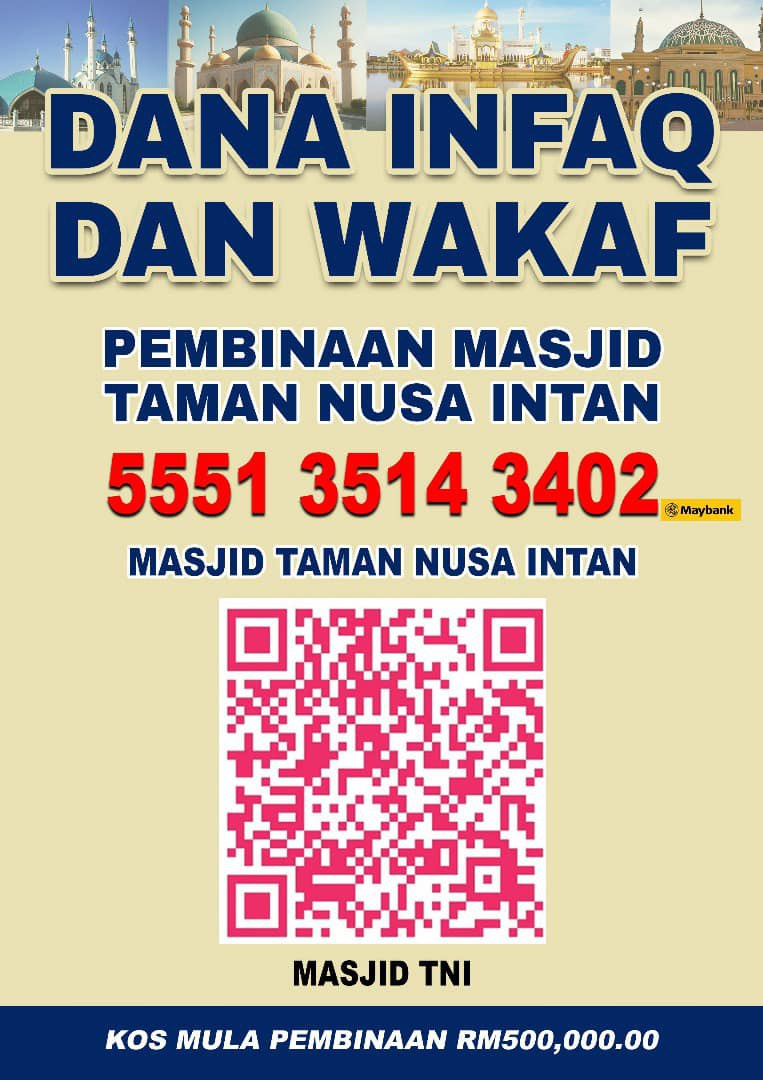 DANA INFAQ
DAN WAKAF
PEMBINAAN MASJID
TAMAN NUSA INTAN
5551 3514 3402
Maybank
MASJID TAMAN NUSA INTAN
MASJID TNI
KOS MULA PEMBINAAN RM500,000.00